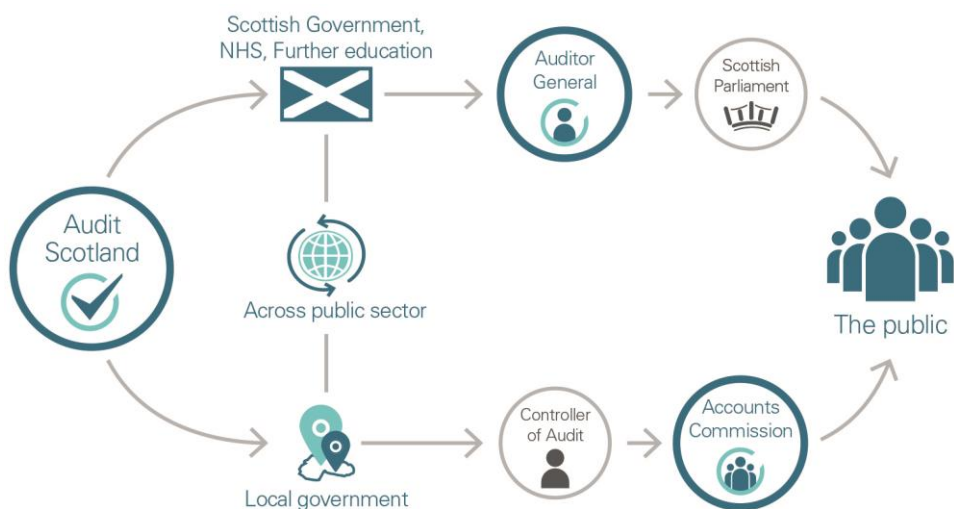 Scottish Government,
NHS, Further education
Auditor
General
Scottish
Parliament
Audit
Scotland
Across public sector
The public
Controller
of Audit
Accounts
Commission
Local government